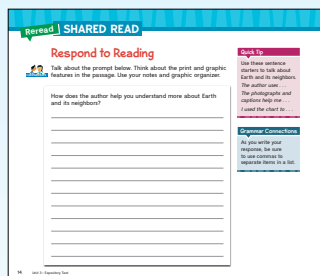 Reread SHARED READ
Respond to Reading
Talk about the prompt below. Think about the print and graphic
features in the passage. Use your notes and graphic organizer.
How does the author help you understand more about Earth
and its neighbors?
Quick Tip
Use these sentence
starters to talk about
Earth and its neighbors.
The author uses . . .
The photographs and
captions help me . . .
I used the chart to . . .
Grammar Connections
As you write your
response, be sure
to use commas to
separate items in a list.
14 Unit 3 • Expository Text